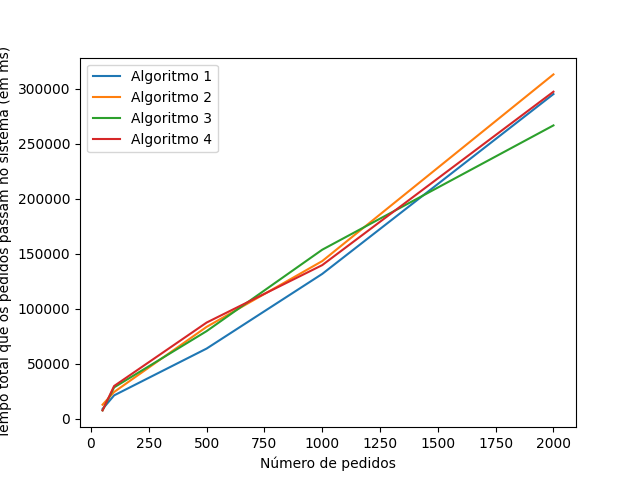 Algoritmo 1
Algoritmo 2
Algoritmo 3
Algoritmo 4
300000
250000
200000
150000
100000
50000
0
0 250 500 750 1000 1250 1500 1750 2000
Número de pedidos
Tempo total que os pedidos passam no sistema (em ms)